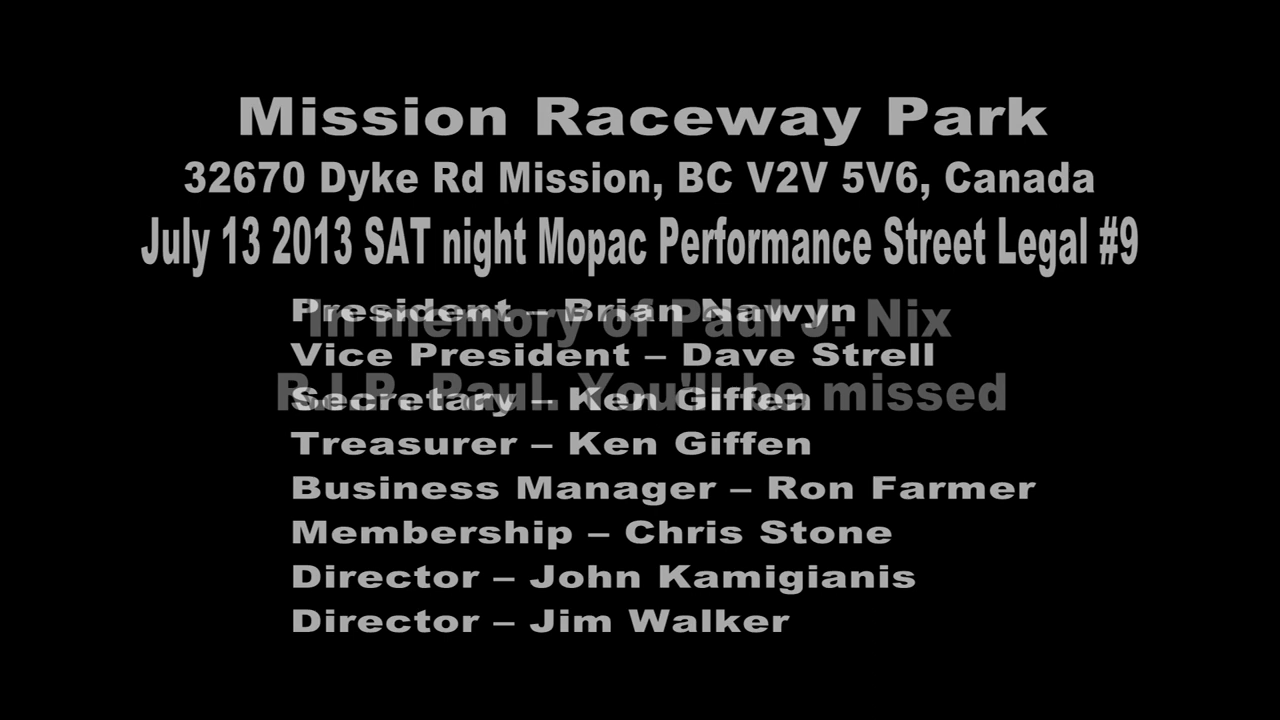 Mission Raceway Park
32670 Dyke Rd Mission, BC V2V 5V6, Canada
July 13 2013 SAT night Mopac Performance Street Legal #9
President – Brian Nawyn
In memory of Paul J. Nix
Vice President – Dave Strell
R.I.P. Paul. You'll be missed
Secretary – Ken Giffen
Treasurer – Ken Giffen
Business Manager – Ron Farmer
Membership – Chris Stone
Director – John Kamigianis
Director – Jim Walker